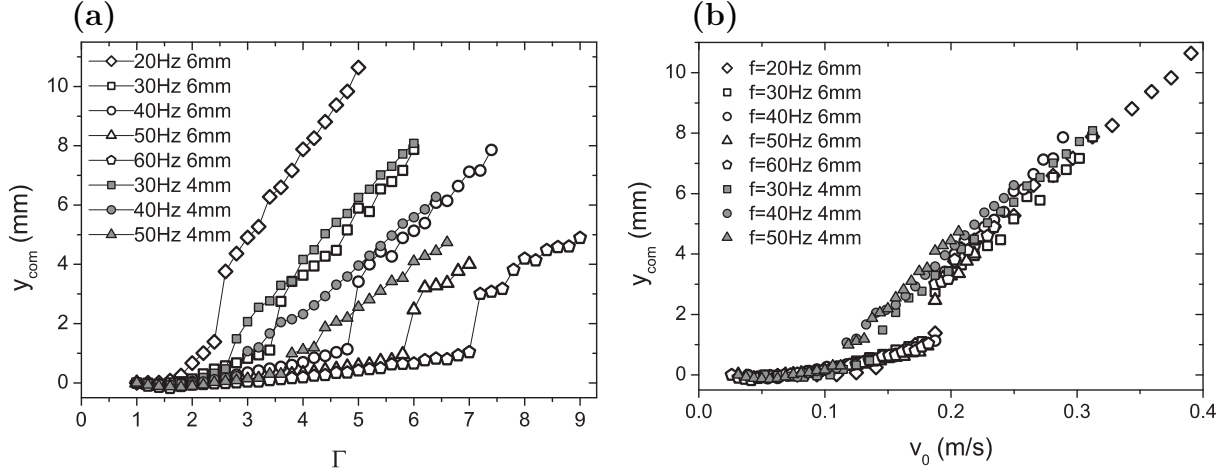 (a)
20Hz 6mm
30Hz 6mm
40Hz 6mm
50Hz 6mm
60Hz 6mm
30Hz 4mm
40Hz 4mm
50Hz 4mm
y_com (mm)
10
8
6
4
2
0
0 1 2 3 4 5 6 7 8 9
Γ
(b)
f=20Hz 6mm
f=30Hz 6mm
f=40Hz 6mm
f=50Hz 6mm
f=60Hz 6mm
f=30Hz 4mm
f=40Hz 4mm
f=50Hz 4mm
y_com (mm)
10
8
6
4
2
0
0.0 0.1 0.2 0.3 0.4
v_0 (m/s)